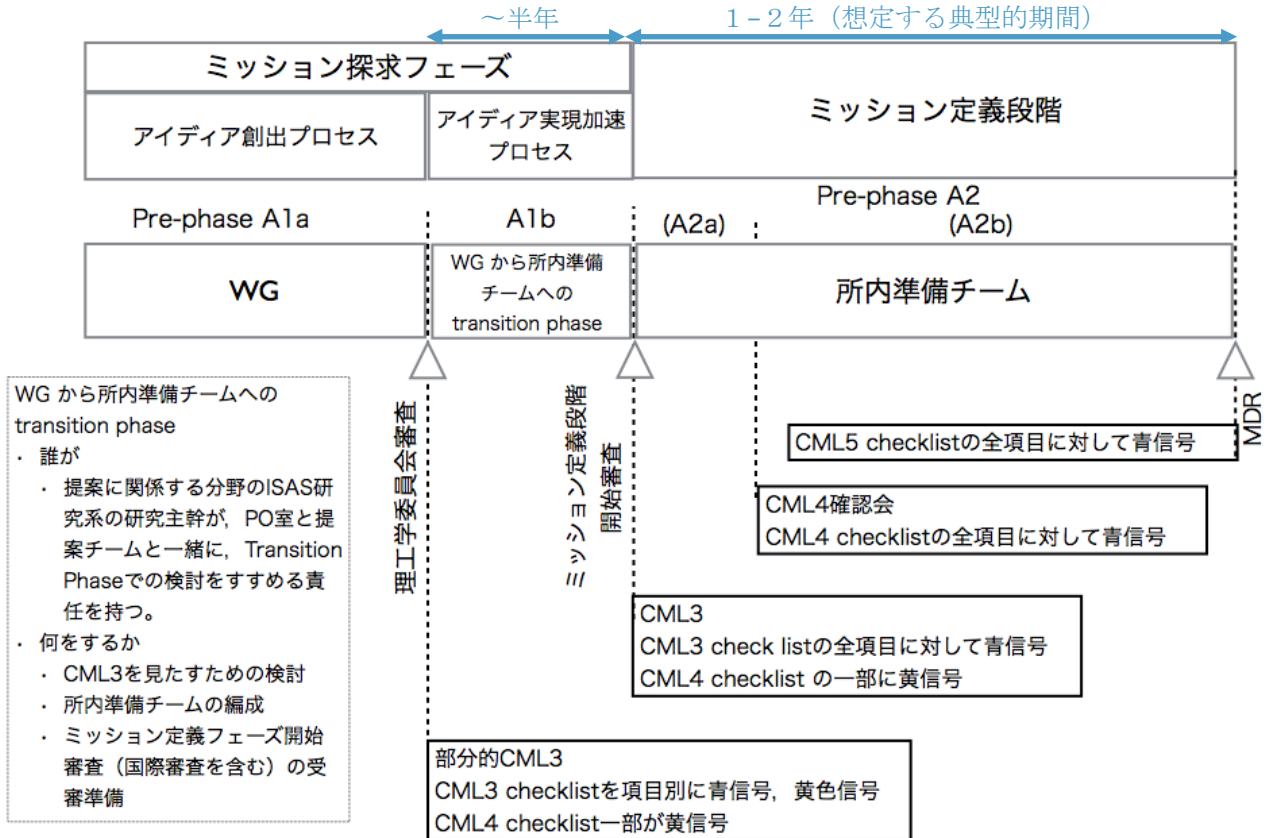 ～半年
１−２年（想定する典型的期間）
ミッション探求フェーズ
アイディア創出プロセス
アイディア実現加速
プロセス
ミッション定義段階
Pre-phase A1a
A1b
Pre-phase A2
(A2a)
(A2b)
WG
WG から所内準備
チームへの
transition phase
所内準備チーム
WG から所内準備チームへの
transition phase
・ 誰が
・ 提案に関係する分野のISAS研
究系の研究主幹が，PO室と提
案チームと一緒に，Transition
Phaseでの検討をすすめる責
任を持つ。
・ 何をするか
・ CML3を見たすための検討
・ 所内準備チームの編成
・ ミッション定義フェーズ開始
審査（国際審査を含む）の受
審準備
理工学委員会審査
ミッション定義段階
開始審査
MDR
CML5 checklistの全項目に対して青信号
CML4確認会
CML4 checklistの全項目に対して青信号
CML3
CML3 check listの全項目に対して青信号
CML4 checklist の一部に黄信号
部分的CML3
CML3 checklistを項目別に青信号，黄色信号
CML4 checklist一部が黄信号